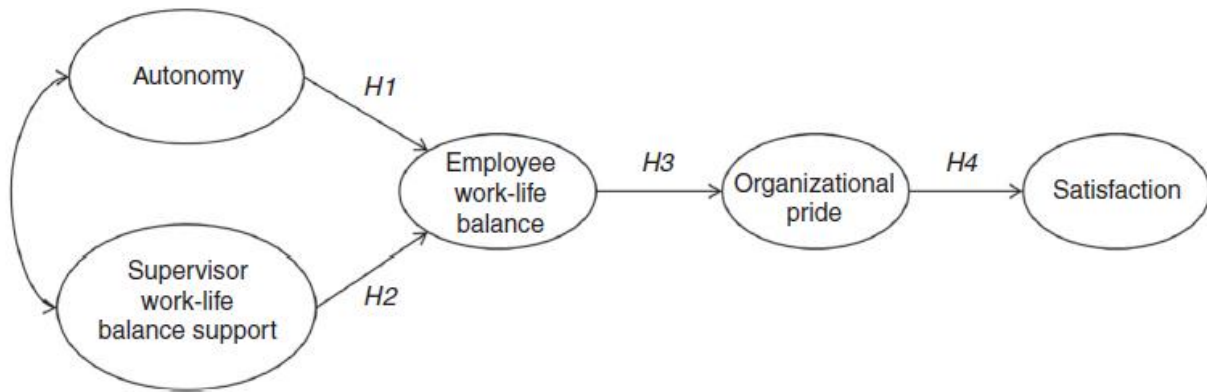 Autonomy
H1
Supervisor
work-life
balance support
H2
Employee
work-life
balance
H3
Organizational
pride
H4
Satisfaction